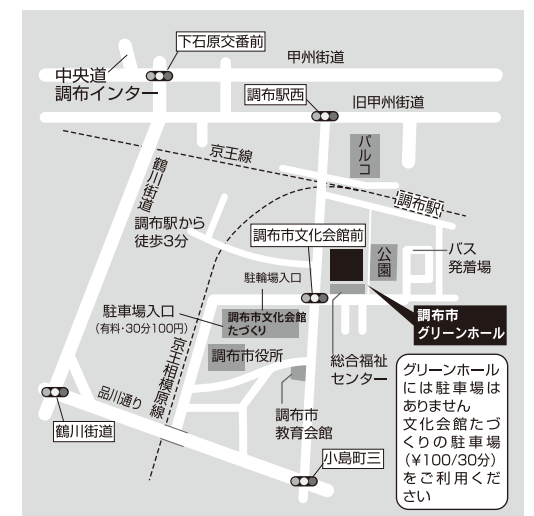 下石原交番前
甲州街道
中央道
調布インター
調布駅西
旧甲州街道
パルコ
京王線
鶴川街道
調布駅
調布駅から
徒歩3分
調布市文化会館前
公園
バス
発着場
駐輪場入口
駐車場入口
(有料・30分100円)
調布市文化会館
たづくり
調布市
グリーンホール
京王相模原線
調布市役所
総合福祉
センター
品川通り
鶴川街道
調布市
教育会館
小島町三
グリーンホール
には駐車場は
ありません
文化会館たづ
くりの駐車場
(¥100/30分)
をご利用くだ
さい